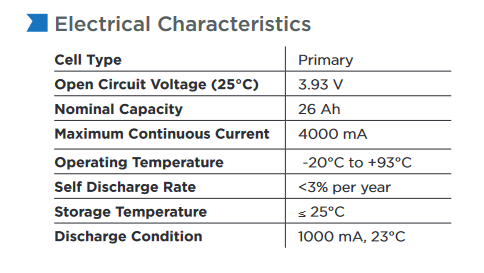 Electrical Characteristics
Cell Type Primary
Open Circuit Voltage (25°C) 3.93 V
Nominal Capacity 26 Ah
Maximum Continuous Current 4000 mA
Operating Temperature -20°C to +93°C
Self Discharge Rate <3% per year
Storage Temperature ≤ 25°C
Discharge Condition 1000 mA, 23°C